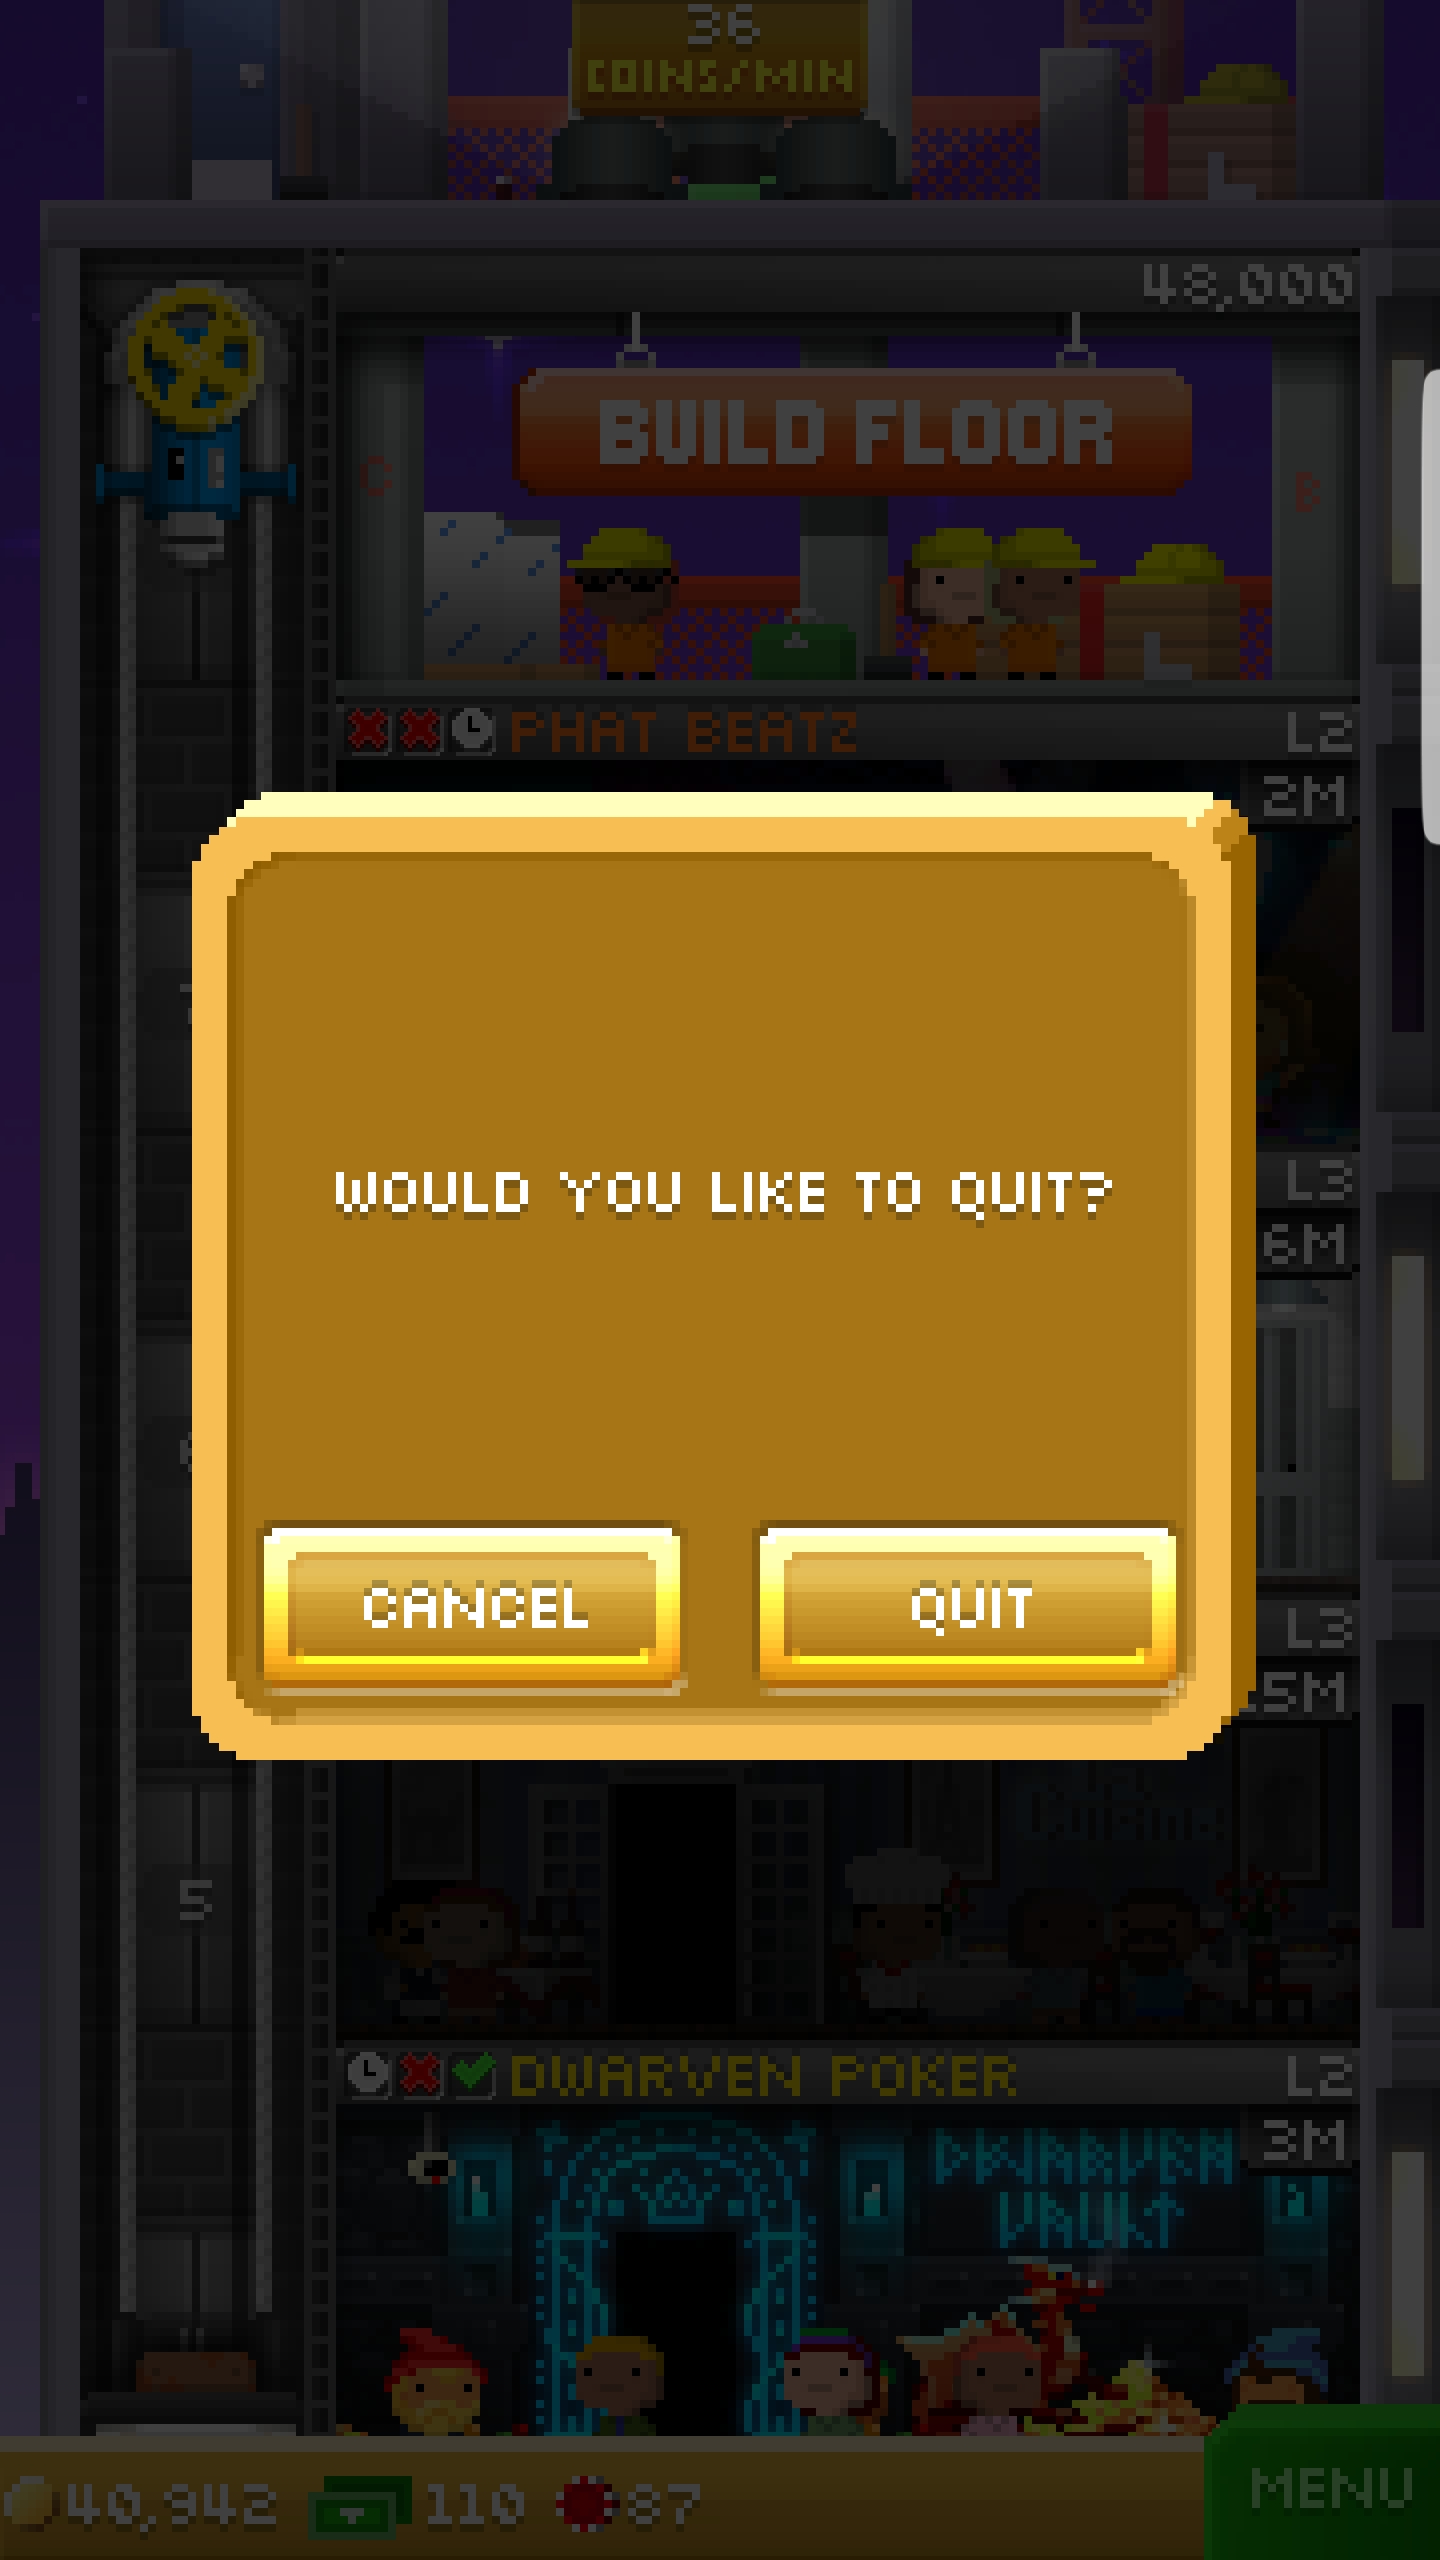 36
COINS/MIN
48,000
BUILD FLOOR
C
B
PHAT BEATZ
L2
2M
L3
6M
WOULD YOU LIKE TO QUIT?
CANCEL
QUIT
L3
5M
Cuisine
5
DWARVEN POKER
L2
3M
DWARVEN
VAULT
40,942
110
87
MENU